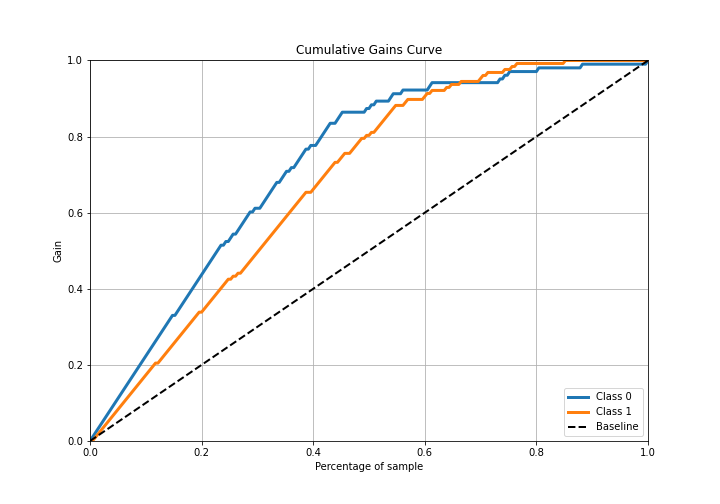 Cumulative Gains Curve
1.0
0.8
0.6
0.4
0.2
0.0
Gain
0.0 0.2 0.4 0.6 0.8 1.0
Percentage of sample
Class 0
Class 1
Baseline